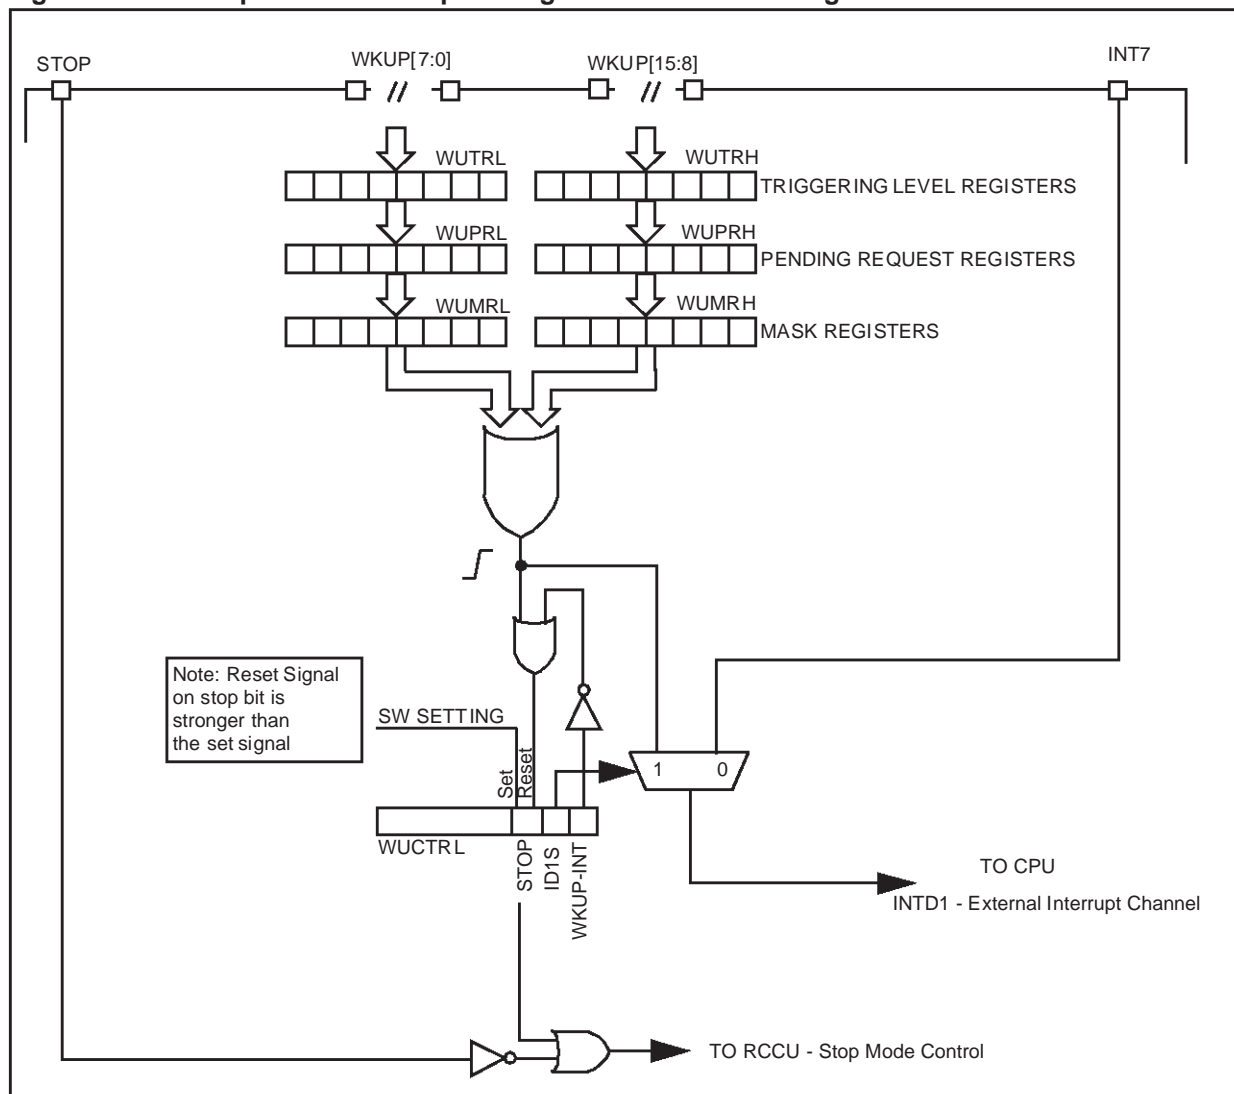 STOP
WKUP[7:0]
WKUP[15:8]
INT7
WUTRL
WUTRH
TRIGGERING LEVEL REGISTERS
WUPRL
WUPRH
PENDING REQUEST REGISTERS
WUMRL
WUMRH
MASK REGISTERS
Note: Reset Signal
on stop bit is
stronger than
the set signal
SW SETTING
Set
Reset
1
0
WUCTRL
STOP
ID1S
WKUP-INT
TO CPU
INTD1 - External Interrupt Channel
TO RCCU - Stop Mode Control